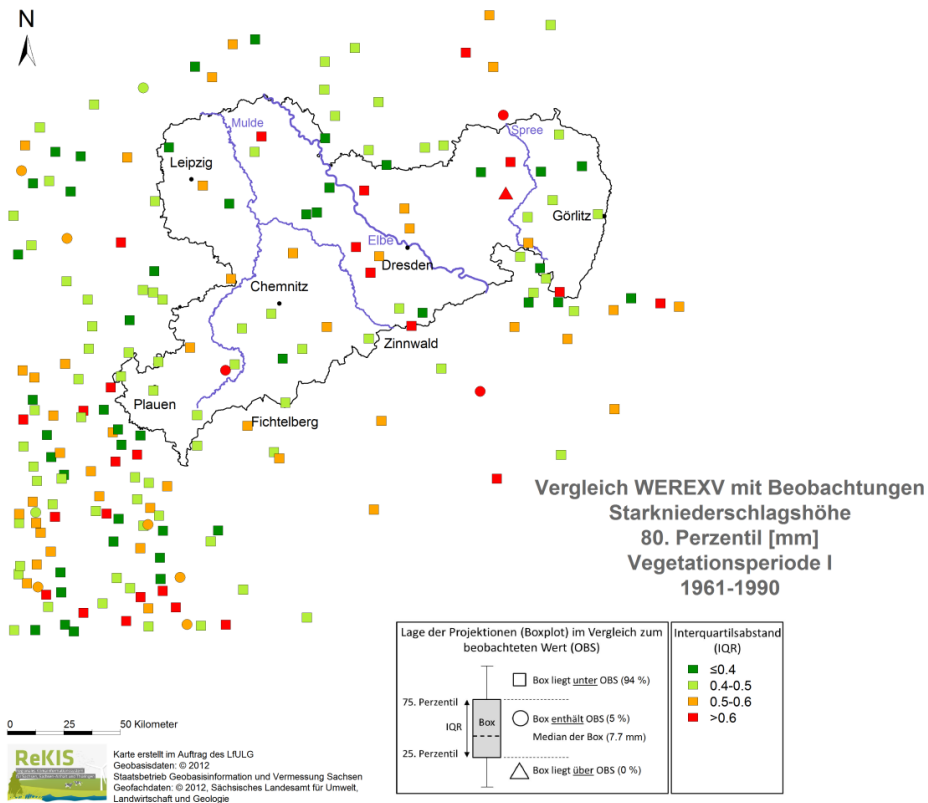 N
Mulde
Spree
Leipzig
Görlitz
Elbe
Dresden
Chemnitz
Zinnwald
Plauen
Fichtelberg
Vergleich WEREXV mit Beobachtungen
Starkniederschlagshöhe
80. Perzentil [mm]
Vegetationsperiode I
1961-1990
Lage der Projektionen (Boxplot) im Vergleich zum
beobachteten Wert (OBS)
Box liegt unter OBS (94 %)
75. Perzentil
IQR
Box
Box enthält OBS (5 %)
Median der Box (7.7 mm)
25. Perzentil
Box liegt über OBS (0 %)
Interquartilsabstand
(IQR)
≤0.4
0.4-0.5
0.5-0.6
>0.6
0 25 50 Kilometer
ReKIS
Karte erstellt im Auftrag des LfULG
Geobasisdaten: © 2012
Staatsbetrieb Geobasisinformation und Vermessung Sachsen
Geofachdaten: © 2012, Sächsisches Landesamt für Umwelt,
Landwirtschaft und Geologie